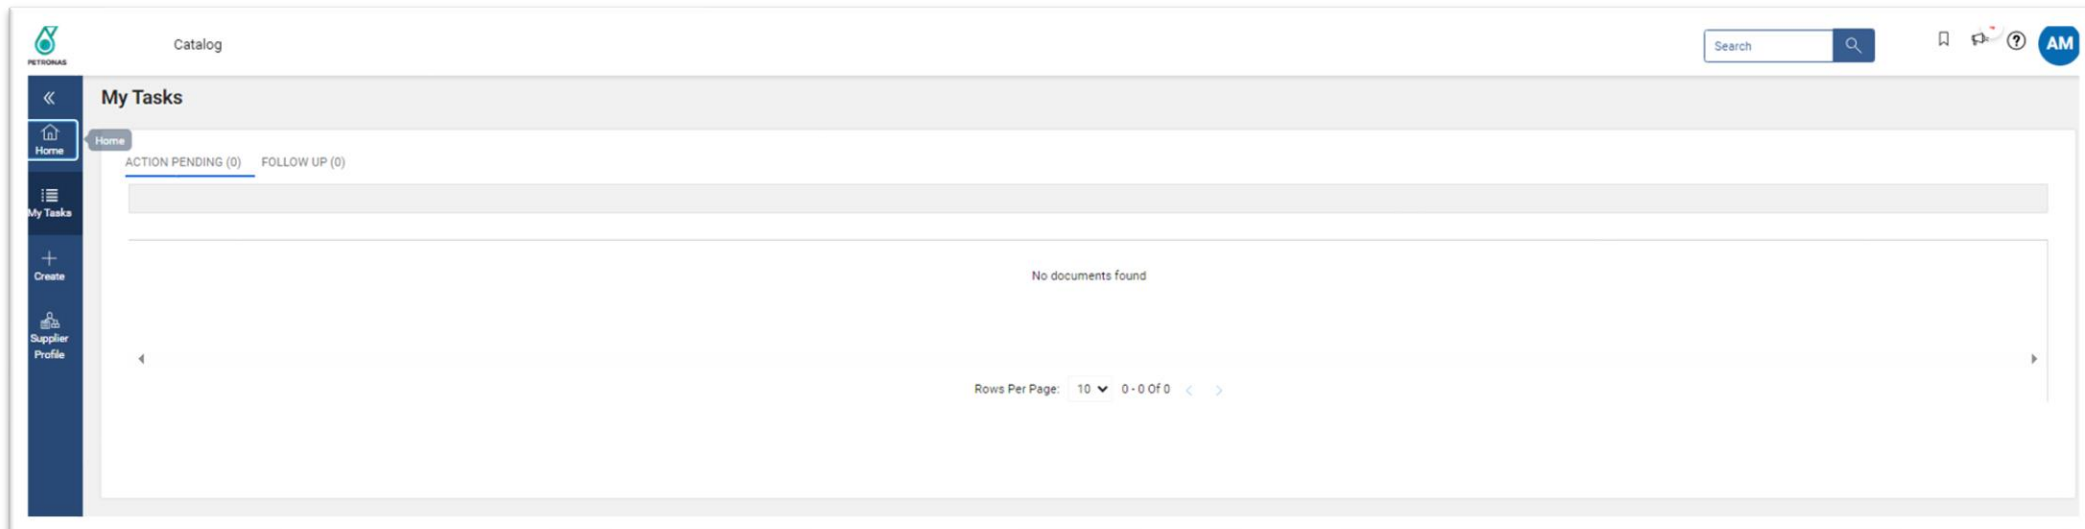 PETRONAS
Catalog
Search
AM
My Tasks
Home
Home
ACTION PENDING (0) FOLLOW UP (0)
My Tasks
Create
No documents found
Supplier
Profile
Rows Per Page: 10 0 - 0 Of 0